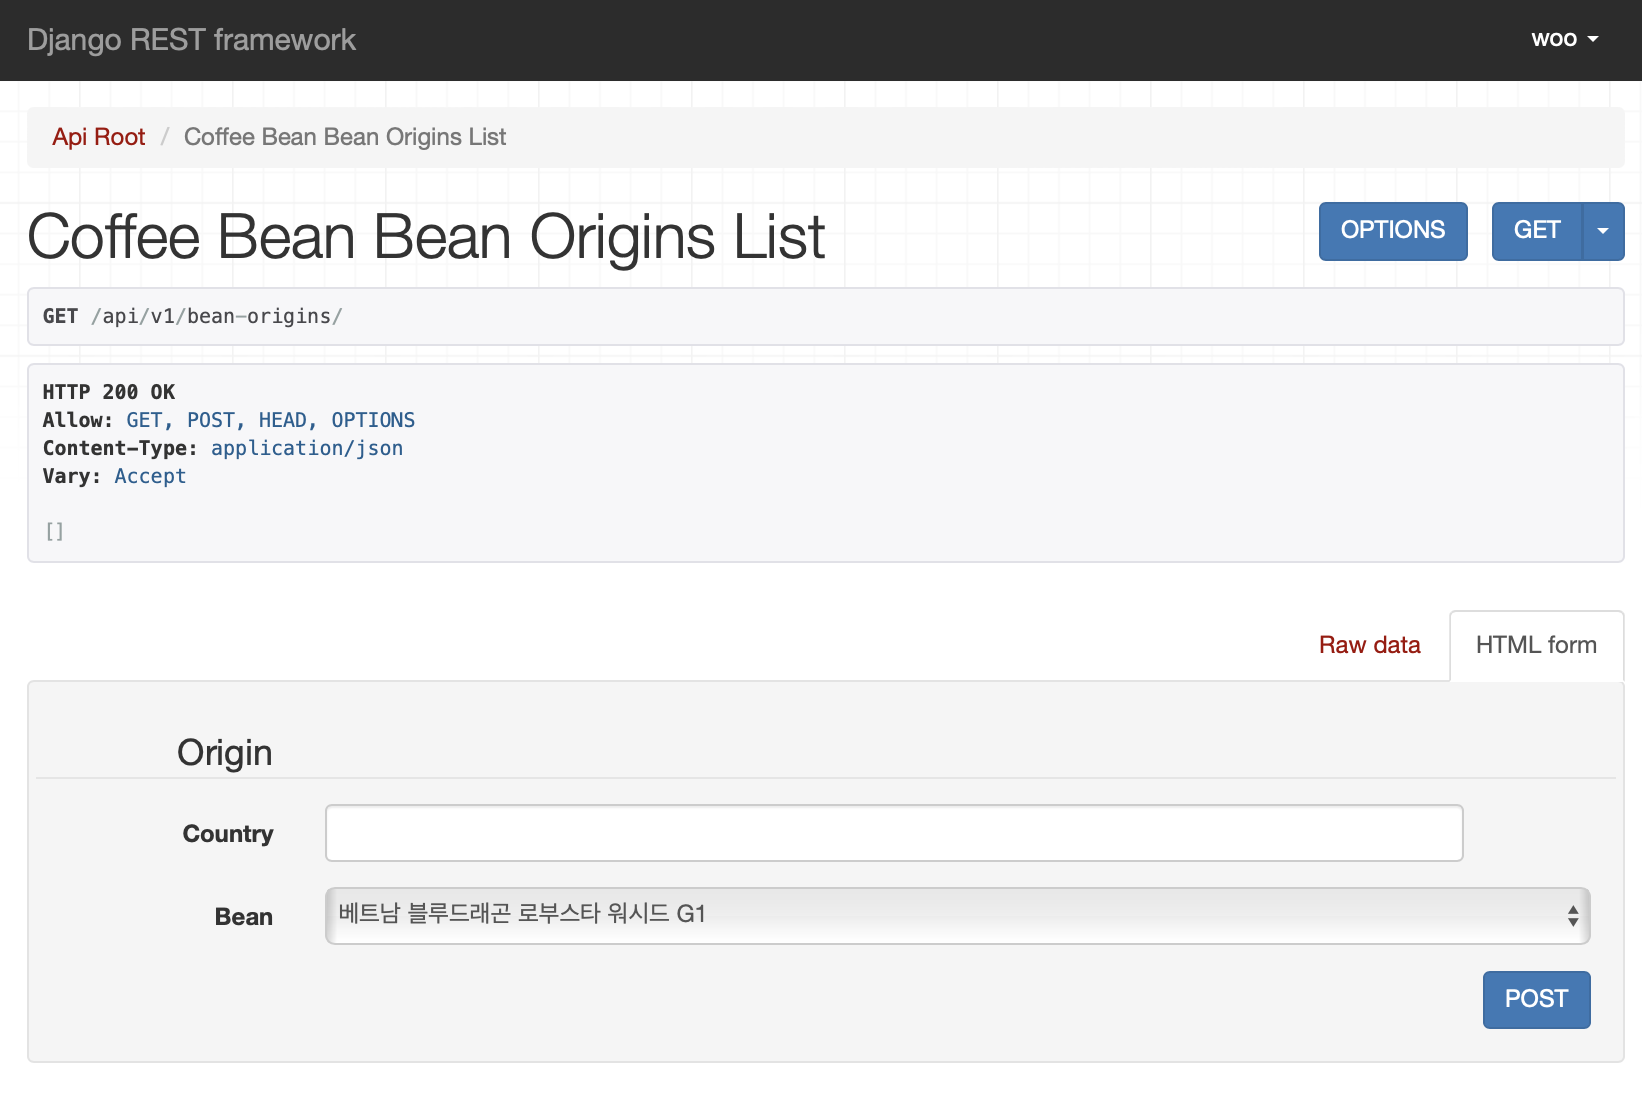 Django REST framework
woo
Api Root / Coffee Bean Bean Origins List
Coffee Bean Bean Origins List
OPTIONS
GET
GET /api/v1/bean-origins/
HTTP 200 OK
Allow: GET, POST, HEAD, OPTIONS
Content-Type: application/json
Vary: Accept
[]
Raw data
HTML form
Origin
Country
Bean
베트남 블루드래곤 로부스타 워시드 G1
POST